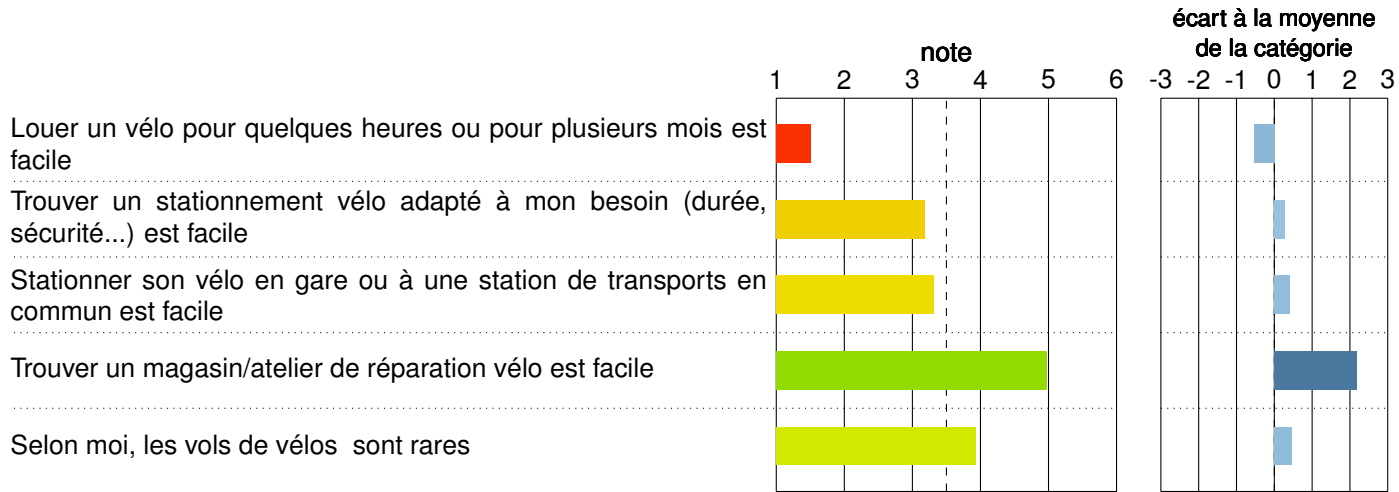 écart à la moyenne
de la catégorie
note
1 2 3 4 5 6
-3 -2 -1 0 1 2 3
Louer un vélo pour quelques heures ou pour plusieurs mois est
facile
Trouver un stationnement vélo adapté à mon besoin (durée,
sécurité...) est facile
Stationner son vélo en gare ou à une station de transports en
commun est facile
Trouver un magasin/atelier de réparation vélo est facile
Selon moi, les vols de vélos sont rares